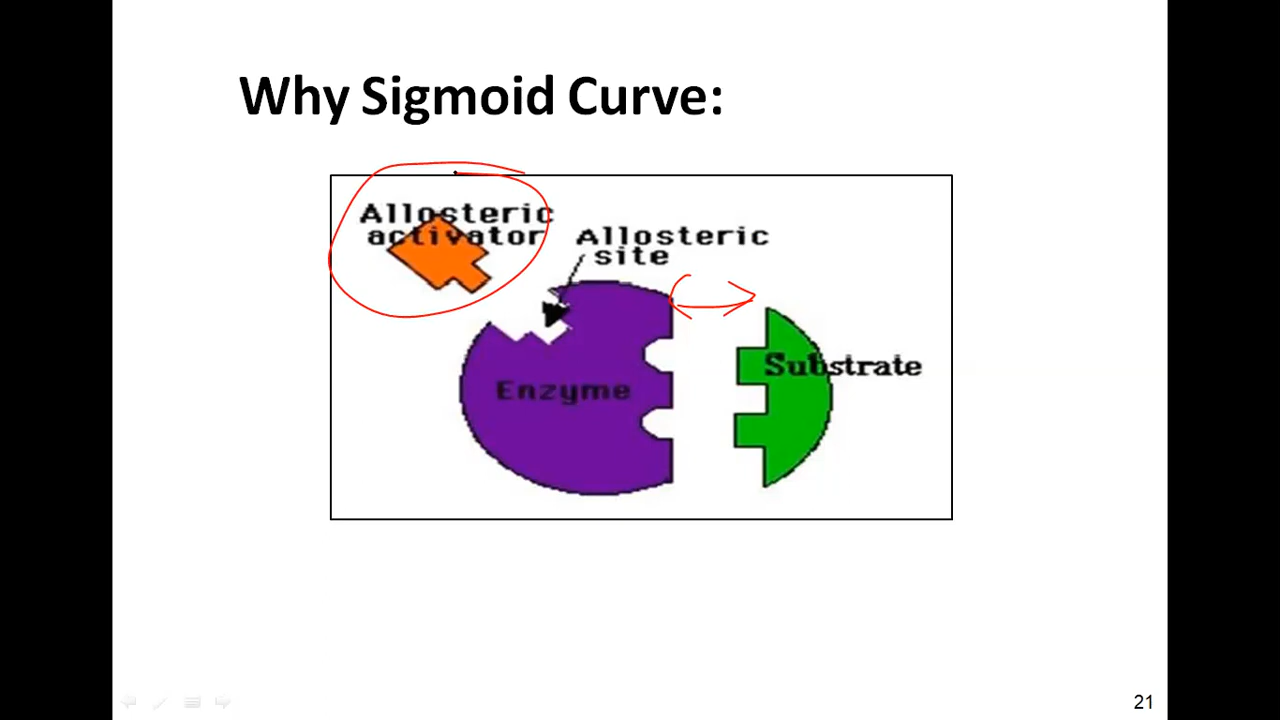 Why Sigmoid Curve:
Allosteric
activator
Allosteric
site
Enzyme
Substrate
21